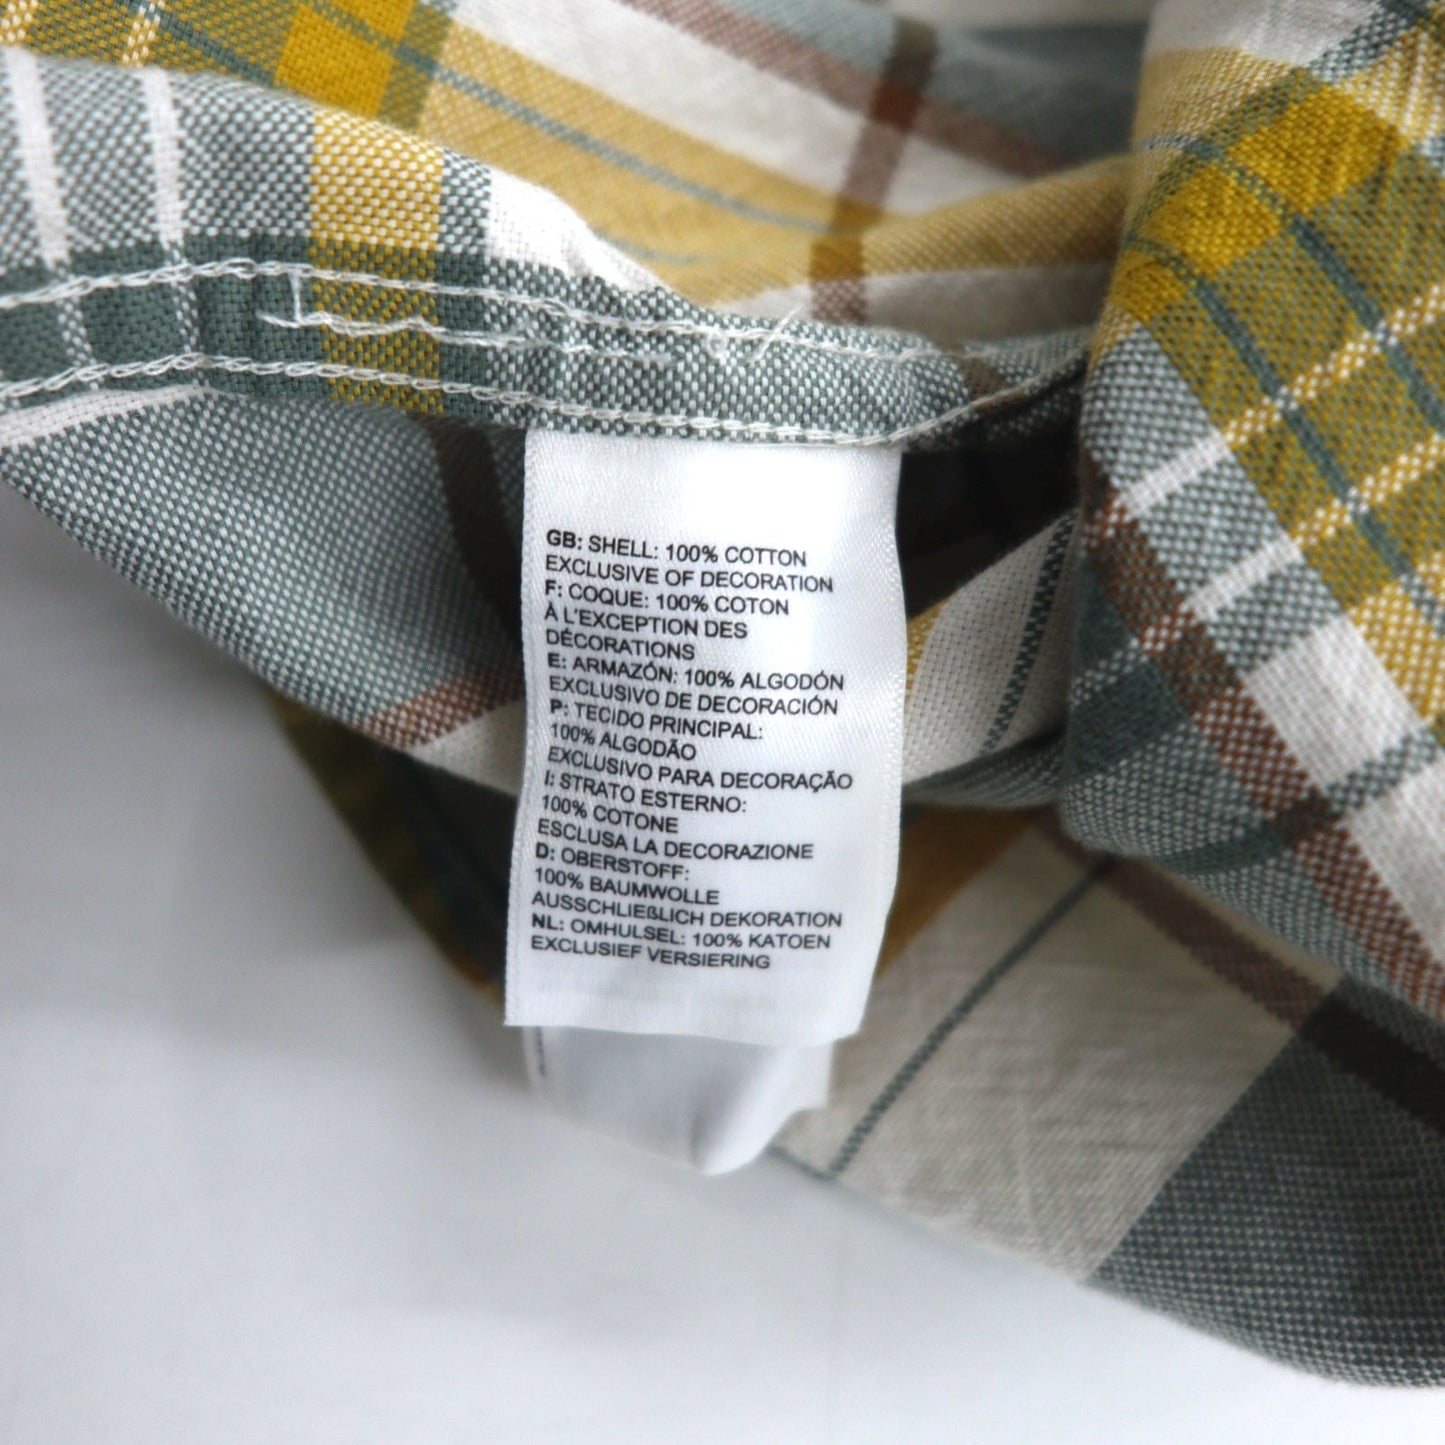 GB: SHELL: 100% COTTON
EXCLUSIVE OF DECORATION
F: COQUE: 100% COTON
À L'EXCEPTION DES
DÉCORATIONS
E: ARMAZÓN: 100% ALGODÓN
EXCLUSIVO DE DECORACIÓN
P: TECIDO PRINCIPAL:
100% ALGODÃO
EXCLUSIVO PARA DECORAÇÃO
I: STRATO ESTERNO:
100% COTONE
ESCLUSA LA DECORAZIONE
D: OBERSTOFF:
100% BAUMWOLLE
AUSSCHLIEßLICH DEKORATION
NL: OMHULSEL: 100% KATOEN
EXCLUSIEF VERSIERING